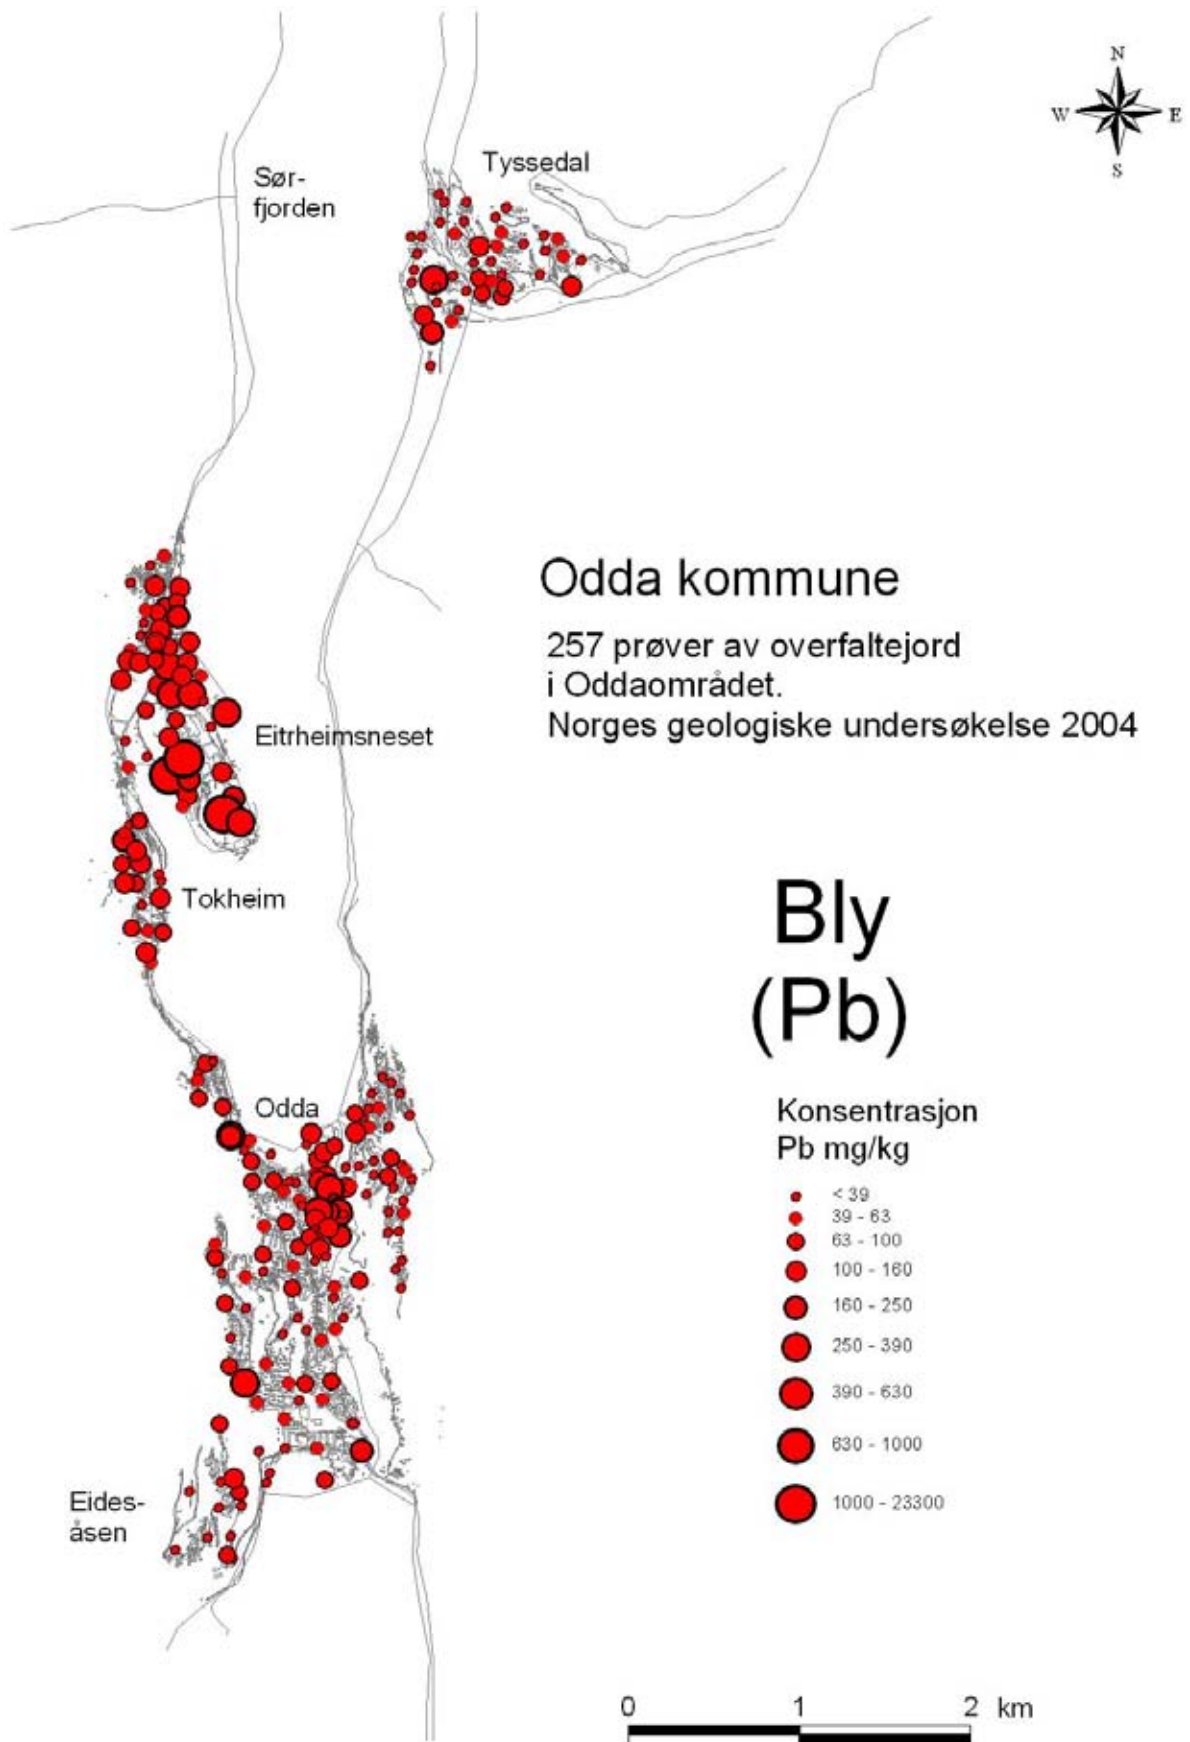 N
W E
S
Tyssedal
Sør-
fjorden
Odda kommune
257 prøver av overfaltejord
i Oddaområdet.
Norges geologiske undersøkelse 2004
Eitrheimsneset
Tokheim
Bly
(Pb)
Odda
Konsentrasjon
Pb mg/kg
< 39
39 - 63
63 - 100
100 - 160
160 - 250
250 - 390
390 - 630
630 - 1000
1000 - 23300
Eides-
åsen
0 1 2 km